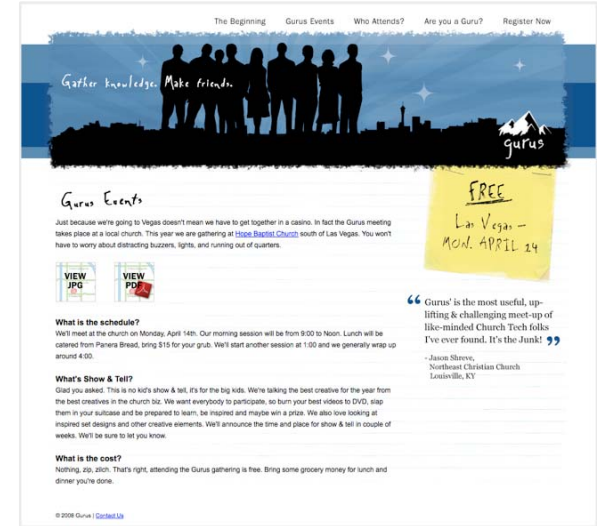 The Beginning Gurus Events Who Attends? Are you a Guru? Register Now
Gather knowledge. Make friends.
gurus
Gurus Events
Just because we're going to Vegas doesn't mean we have to get together in a casino. In fact the Gurus meeting
takes place at a local church. This year we are gathering at Hope Baptist Church south of Las Vegas. You won't
have to worry about distracting buzzers, lights, and running out of quarters.
VIEW
JPG
VIEW
PDF
What is the schedule?
We'll meet at the church on Monday, April 14th. Our morning session will be from 9:00 to Noon. Lunch will be
catered from Panera Bread, bring $15 for your grub. We'll start another session at 1:00 and we generally wrap up
around 4:00.
What's Show & Tell?
Glad you asked. This is no kid's show & tell, it's for the big kids. We're talking the best creative for the year from
the best creatives in the church biz. We want everybody to participate, so burn your best videos to DVD, slap
them in your suitcase and be prepared to learn, be inspired and maybe win a prize. We also love looking at
inspired set designs and other creative elements. We'll announce the time and place for show & tell in couple of
weeks. We'll be sure to let you know.
What is the cost?
Nothing, zip, zilch. That's right, attending the Gurus gathering is free. Bring some grocery money for lunch and
dinner you're done.
© 2008 Gurus | Contact Us
FREE
Las Vegas –
MON. APRIL 14
“ Gurus' is the most useful, up-
lifting & challenging meet-up of
like-minded Church Tech folks
I've ever found. It's the Junk! ”
- Jason Shreve,
Northeast Christian Church
Louisville, KY